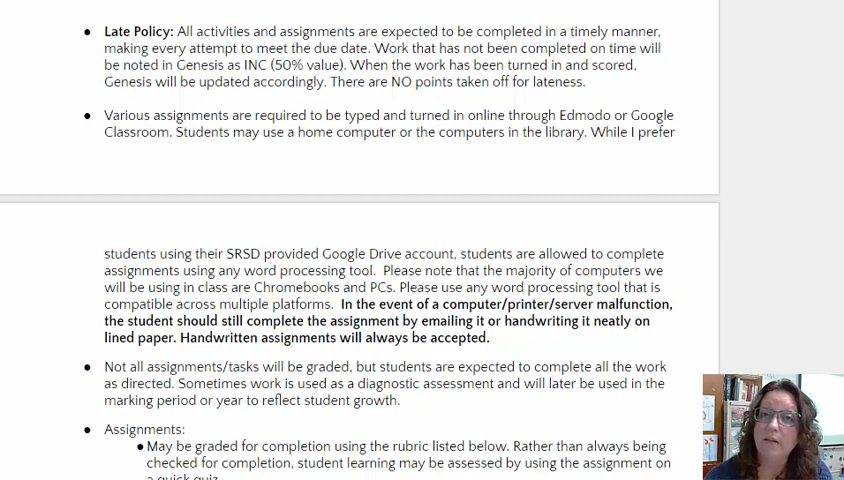 Late Policy: All activities and assignments are expected to be completed in a timely manner,
making every attempt to meet the due date. Work that has not been completed on time will
be noted in Genesis as INC (50% value). When the work has been turned in and scored,
Genesis will be updated accordingly. There are NO points taken off for lateness.
Various assignments are required to be typed and turned in online through Edmodo or Google
Classroom. Students may use a home computer or the computers in the library. While I prefer
students using their SRSD provided Google Drive account, students are allowed to complete
assignments using any word processing tool. Please note that the majority of computers we
will be using in class are Chromebooks and PCs. Please use any word processing tool that is
compatible across multiple platforms. In the event of a computer/printer/server malfunction,
the student should still complete the assignment by emailing it or handwriting it neatly on
lined paper. Handwritten assignments will always be accepted.
Not all assignments/tasks will be graded, but students are expected to complete all the work
as directed. Sometimes work is used as a diagnostic assessment and will later be used in the
marking period or year to reflect student growth.
Assignments:
May be graded for completion using the rubric listed below. Rather than always being
checked for completion, student learning may be assessed by using the assignment on
a quick quiz.